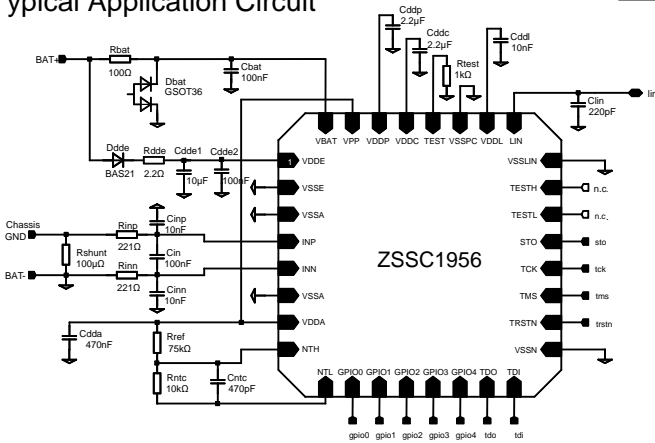 ypical Application Circuit
Cddp
2.2µF
Cddc
2.2µF
Cddl
10nF
Rtest
1kΩ
BAT+
Rbat
100Ω
Dbat
GSOT36
Cbat
100nF
Clin
220pF
lin
VBAT VPP VDDP VDDC TEST VSSPC VDDL LIN
Ddde
BAS21
Rdde
2.2Ω
Cdde1
10µF
Cdde2
100nF
1 VDDE
VSSLIN
VSSE
TESTH n.c.
VSSA
TESTL n.c.
Chassis
GND
Rinp
221Ω
Cinp
10nF
INP
STO sto
Rshunt
100µΩ
Cin
100nF
ZSSC1956
BAT-
Rinn
221Ω
INN
TCK tck
Cinn
10nF
VSSA
TMS tms
Cdda
470nF
VDDA
TRSTN trstn
Rref
75kΩ
NTH
VSSN
Rntc
10kΩ
Cntc
470pF
NTL GPIO0 GPIO1 GPIO2 GPIO3 GPIO4 TDO TDI
gpio0 gpio1 gpio2 gpio3 gpio4 tdo tdi